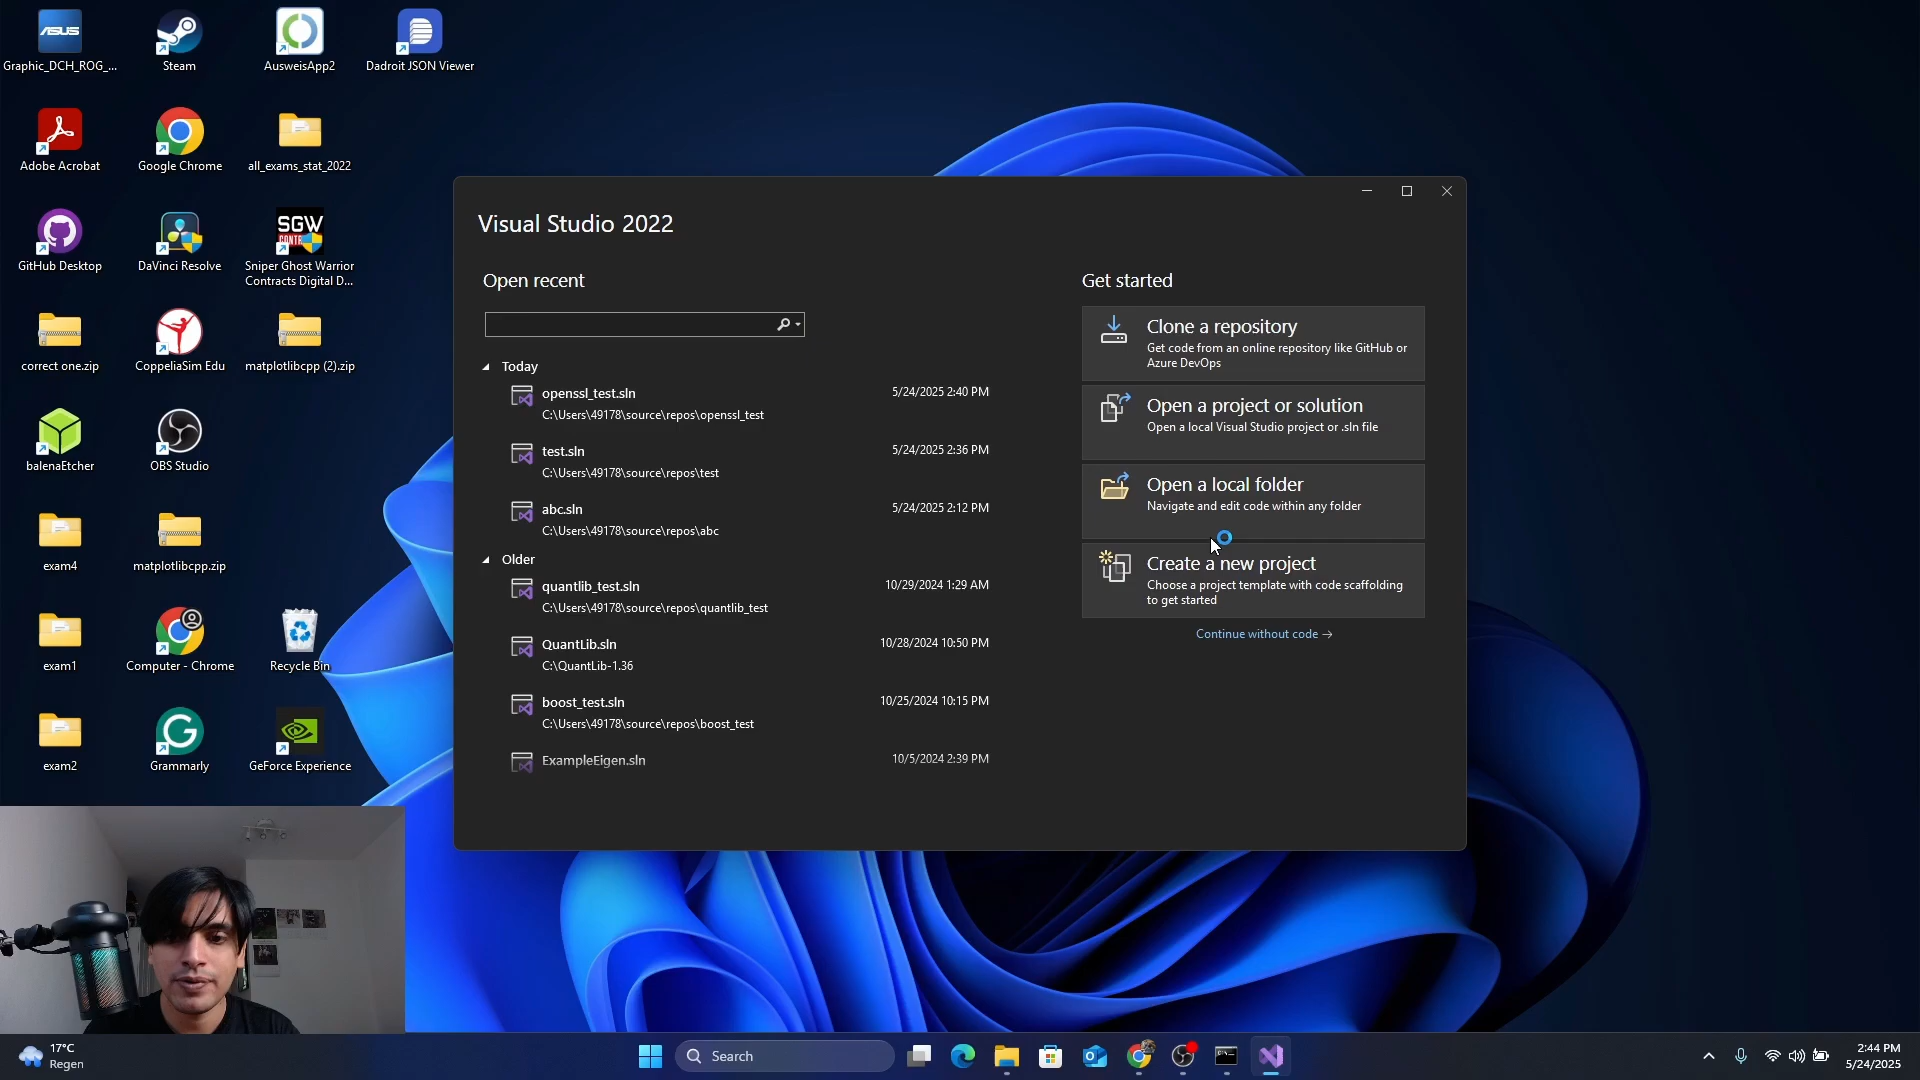 ASUS
Graphic_DCH_ROG_...
Steam
AusweisApp2
Dadroit JSON Viewer
Adobe Acrobat
Google Chrome
all_exams_stat_2022
GitHub Desktop
DaVinci Resolve
SGW
Sniper Ghost Warrior
Contracts Digital D...
correct one.zip
CoppeliaSim Edu
matplotlibcpp (2).zip
balenaEtcher
OBS Studio
exam4
matplotlibcpp.zip
exam1
Computer - Chrome
Recycle Bin
exam2
Grammarly
GeForce Experience
Visual Studio 2022
Open recent
Today
openssl_test.sln
5/24/2025 2:40 PM
C:\Users\49178\source\repos\openssl_test
test.sln
5/24/2025 2:36 PM
C:\Users\49178\source\repos\test
abc.sln
5/24/2025 2:12 PM
C:\Users\49178\source\repos\abc
Older
quantlib_test.sln
10/29/2024 1:29 AM
C:\Users\49178\source\repos\quantlib_test
QuantLib.sln
10/28/2024 10:50 PM
C:\QuantLib-1.36
boost_test.sln
10/25/2024 10:15 PM
C:\Users\49178\source\repos\boost_test
ExampleEigen.sln
10/5/2024 2:39 PM
Get started
Clone a repository
Get code from an online repository like GitHub or
Azure DevOps
Open a project or solution
Open a local Visual Studio project or .sln file
Open a local folder
Navigate and edit code within any folder
Create a new project
Choose a project template with code scaffolding
to get started
Continue without code →
17°C
Regen
Search
2:44 PM
5/24/2025